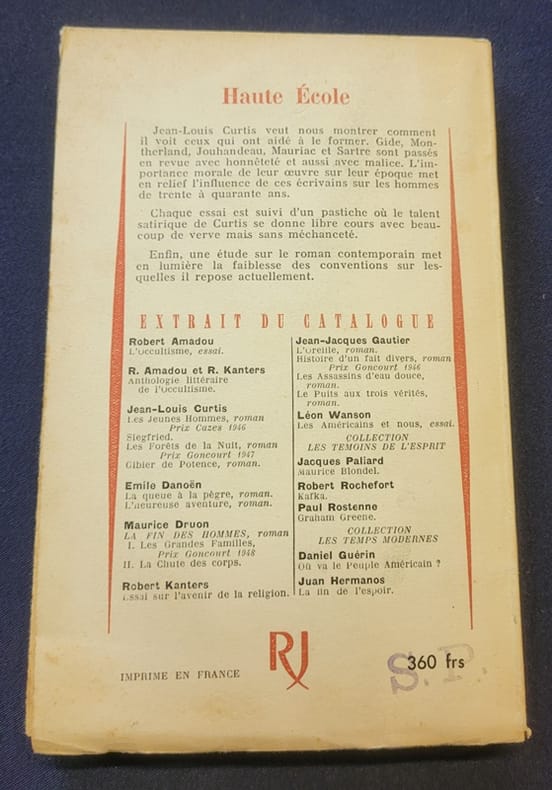 Haute École
Jean-Louis Curtis veut nous montrer comment
il voit ceux qui ont aidé à le former. Gide, Mon-
therland, Jouhandeau, Mauriac et Sartre sont passés
en revue avec honnêteté et aussi avec malice. L'im-
portance morale de leur œuvre sur leur époque met
en relief l'influence de ces écrivains sur les hommes
de trente à quarante ans.
Chaque essai est suivi d'un pastiche où le talent
satirique de Curtis se donne libre cours avec beau-
coup de verve mais sans méchanceté.
Enfin, une étude sur le roman contemporain met
en lumière la faiblesse des conventions sur les-
quelles il repose actuellement.
EXTRAIT DU CATALOGUE
Robert Amadou
L'Occultisme, essai.
R. Amadou et R. Kanters
Anthologie littéraire
de l'Occultisme.
Jean-Louis Curtis
Les Jeunes Hommes, roman
Prix Cazes 1946
Siegfried.
Les Forêts de la Nuit, roman
Prix Goncourt 1947
Gibier de Potence, roman.
Emile Danoën
La queue à la pègre, roman.
L'heureuse aventure, roman.
Maurice Druon
LA FIN DES HOMMES, roman
I. Les Grandes Familles,
Prix Goncourt 1948
II. La Chute des corps.
Robert Kanters
Essai sur l'avenir de la religion.
Jean-Jacques Gautier
L'Oreille, roman.
Histoire d'un fait divers, roman
Prix Goncourt 1946
Les Assassins d'eau douce,
roman.
Le Puits aux trois vérités,
roman.
Léon Wanson
Les Américains et nous, essai.
COLLECTION
LES TEMOINS DE L'ESPRIT
Jacques Paliard
Maurice Blondel.
Robert Rochefort
Kafka.
Paul Rostenne
Graham Greene.
COLLECTION
LES TEMPS MODERNES
Daniel Guérin
Où va le Peuple Américain ?
Juan Hermanos
La fin de l'espoir.
RJ
IMPRIME EN FRANCE
360 frs
S. P.